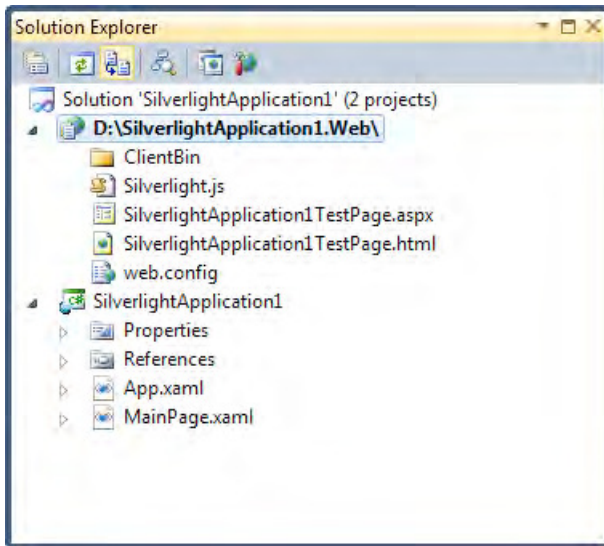 Solution Explorer
Solution 'SilverlightApplication1' (2 projects)
D:\SilverlightApplication1.Web\
ClientBin
Silverlight.js
SilverlightApplication1TestPage.aspx
SilverlightApplication1TestPage.html
web.config
SilverlightApplication1
Properties
References
App.xaml
MainPage.xaml